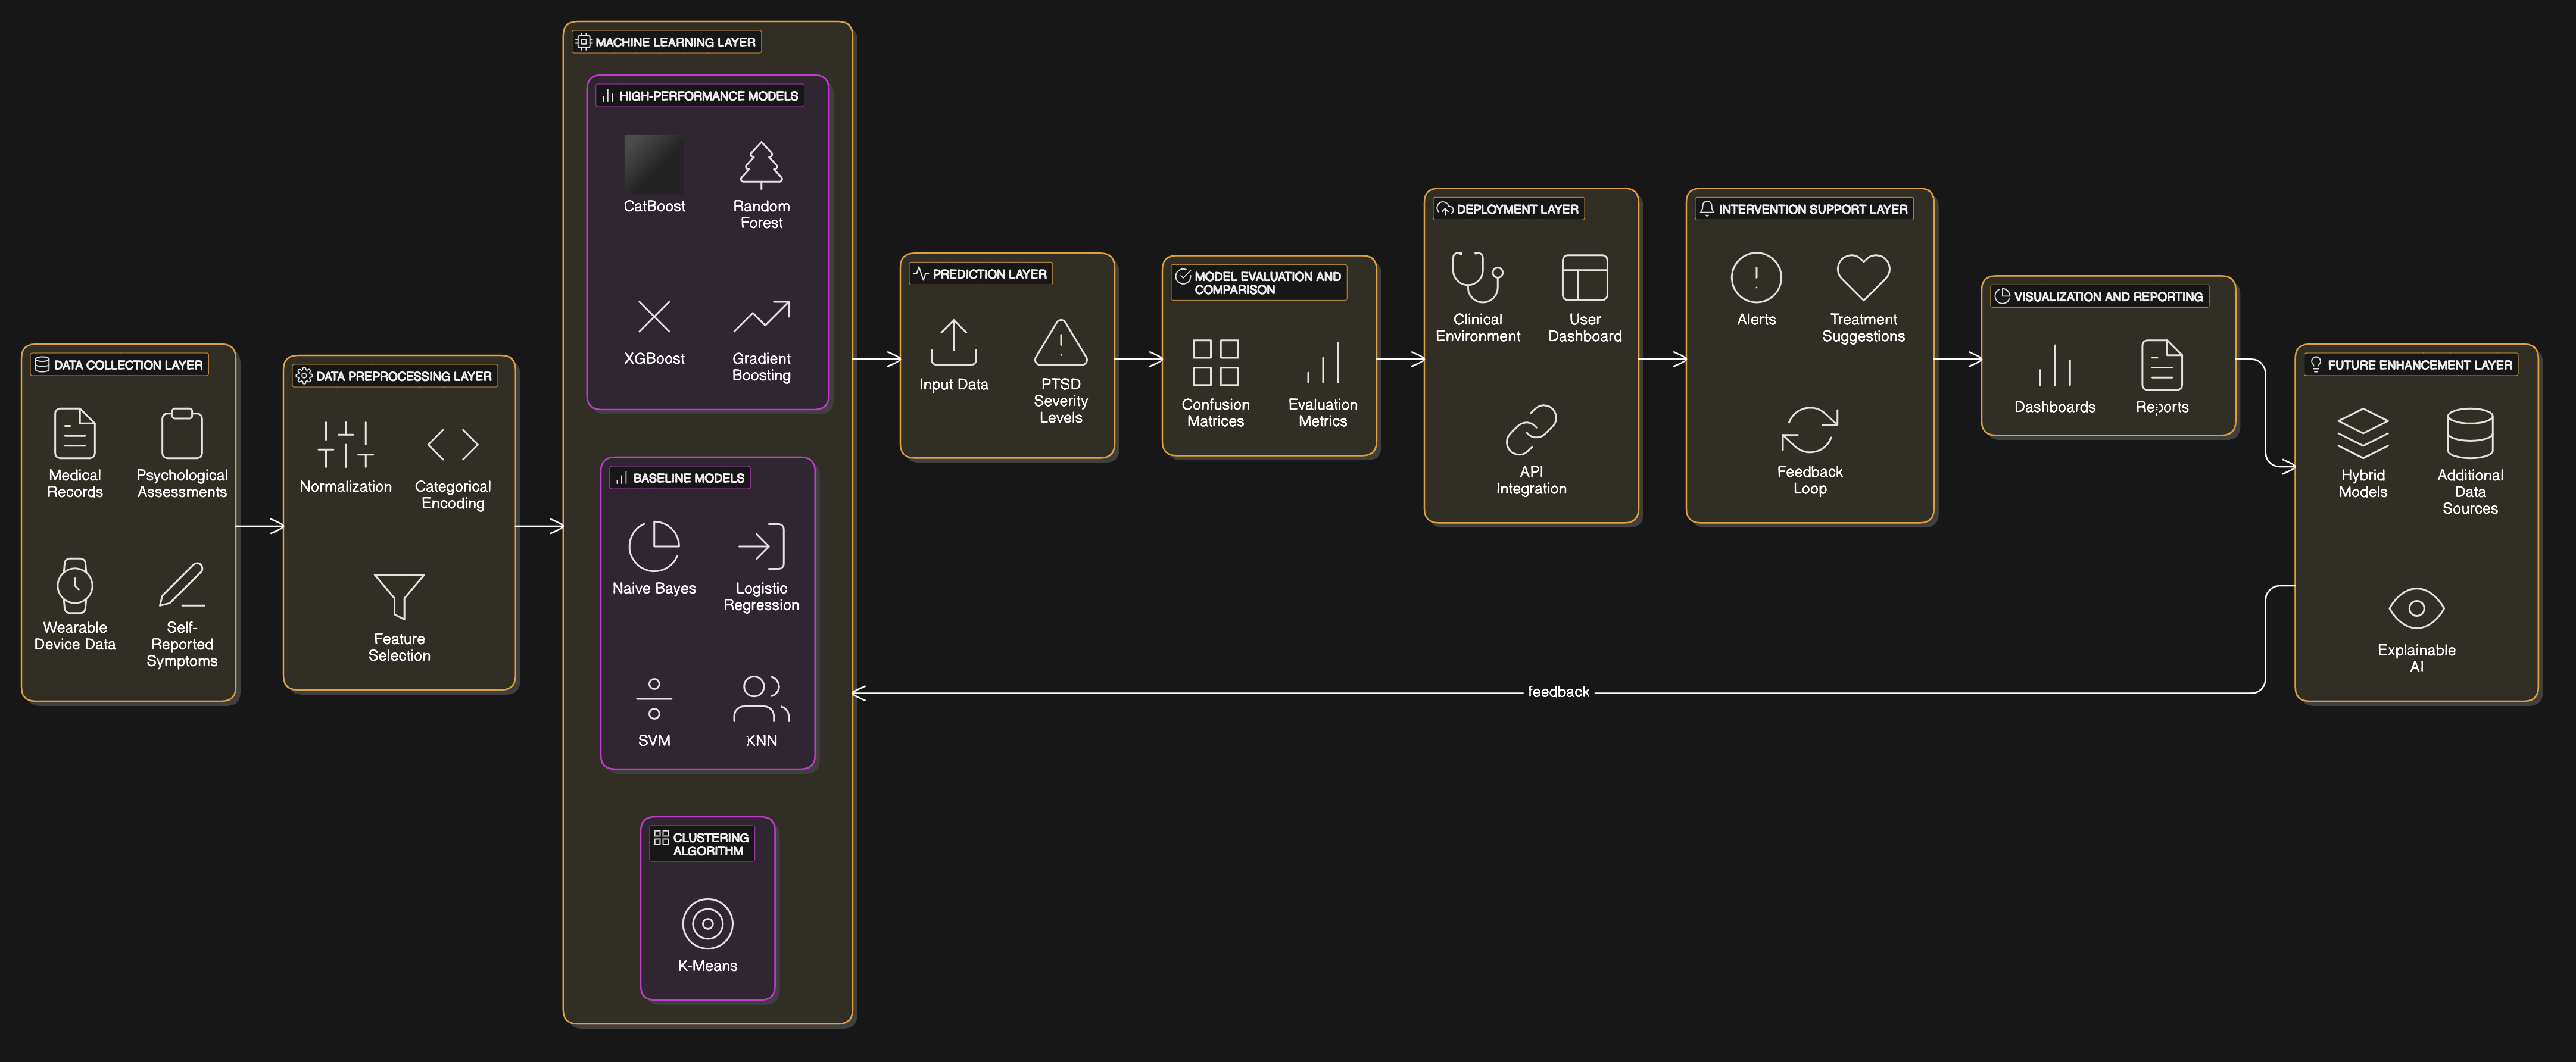 DATA COLLECTION LAYER
Medical
Records
Psychological
Assessments
Wearable
Device Data
Self-
Reported
Symptoms
DATA PREPROCESSING LAYER
Normalization
Categorical
Encoding
Feature
Selection
MACHINE LEARNING LAYER
HIGH-PERFORMANCE MODELS
CatBoost
Random
Forest
XGBoost
Gradient
Boosting
BASELINE MODELS
Naive Bayes
Logistic
Regression
SVM
KNN
CLUSTERING
ALGORITHM
K-Means
PREDICTION LAYER
Input Data
PTSD
Severity
Levels
MODEL EVALUATION AND
COMPARISON
Confusion
Matrices
Evaluation
Metrics
DEPLOYMENT LAYER
Clinical
Environment
User
Dashboard
API
Integration
INTERVENTION SUPPORT LAYER
Alerts
Treatment
Suggestions
Feedback
Loop
VISUALIZATION AND REPORTING
Dashboards
Reports
FUTURE ENHANCEMENT LAYER
Hybrid
Models
Additional
Data
Sources
Explainable
AI
feedback